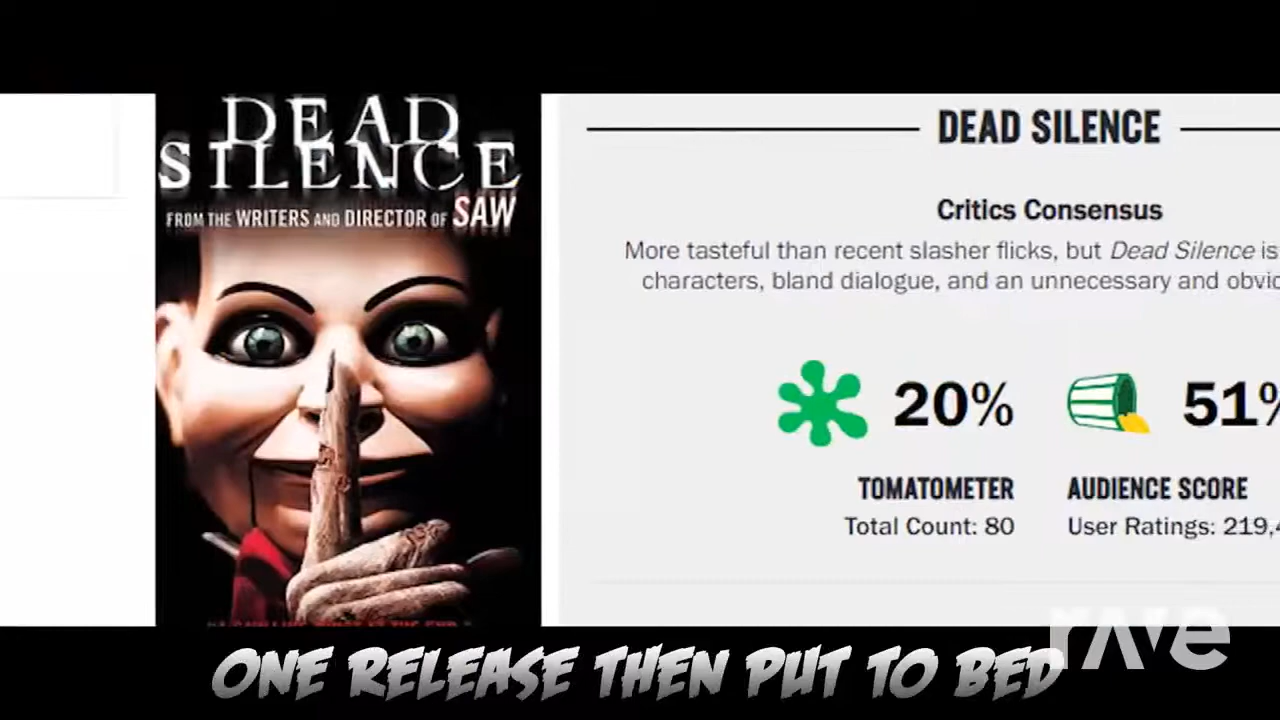 DEAD
SILENCE
FROM THE WRITERS AND DIRECTOR OF SAW
DEAD SILENCE
Critics Consensus
More tasteful than recent slasher flicks, but Dead Silence is
characters, bland dialogue, and an unnecessary and obvio
20%
51%
TOMATOMETER
AUDIENCE SCORE
Total Count: 80
User Ratings: 219,4
ONE RELEASE THEN PUT TO BED
rave